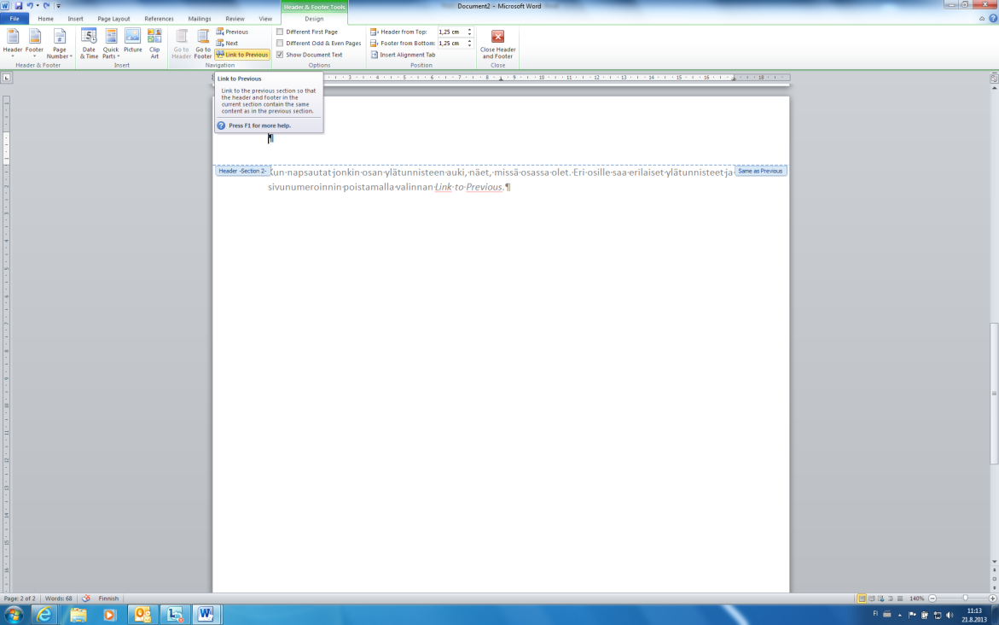 Header & Footer Tools
Document2 - Microsoft Word
File Home Insert Page Layout References Mailings Review View Design
Header Footer Page Number
Header & Footer
Date & Time Quick Parts Picture Clip Art
Insert
Go to Header Go to Footer
Previous
Next
Link to Previous
Navigation
Different First Page
Different Odd & Even Pages
Show Document Text
Options
Header from Top: 1,25 cm
Footer from Bottom: 1,25 cm
Insert Alignment Tab
Position
Close Header and Footer
Close
Link to Previous
Link to the previous section so that
the header and footer in the
current section contain the same
content as in the previous section.
Press F1 for more help.
Header -Section 2-
Same as Previous
Kun·napsautat·jonkin·osan·ylätunnisteen·auki,·näet,·missä·osassa·olet.·Eri·osille·saa·erilaiset·ylätunnisteet·ja
sivunumeroinnin·poistamalla·valinnan·Link·to·Previous.¶
Page: 2 of 2 Words: 68 Finnish 140%
FI 11:13
21.8.2013